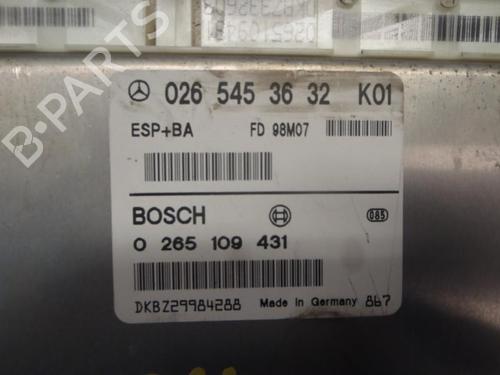 026 545 36 32 K01
ESP+BA FD 98M07
BOSCH 085
0 265 109 431
DKBZ29984288 Made in Germany 867